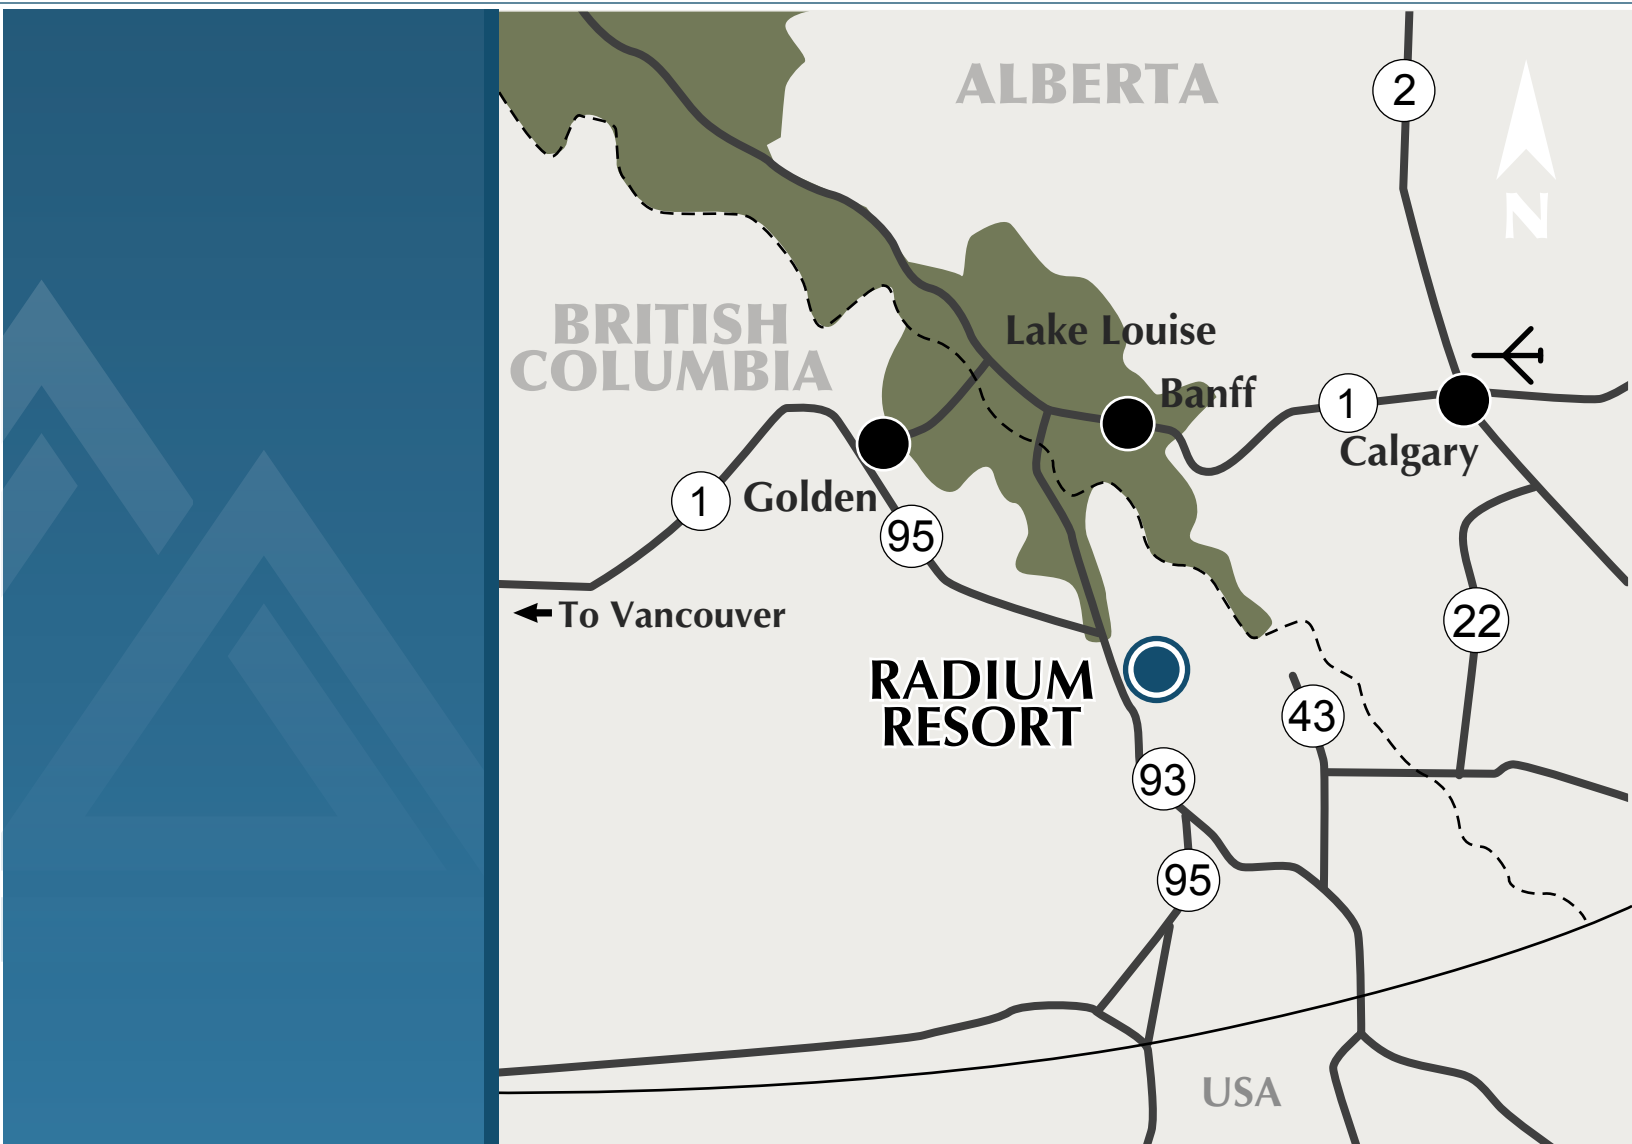 ALBERTA
2
N
BRITISH
COLUMBIA
Lake Louise
Banff
1
Calgary
1
Golden
95
To Vancouver
22
RADIUM
RESORT
43
93
95
USA